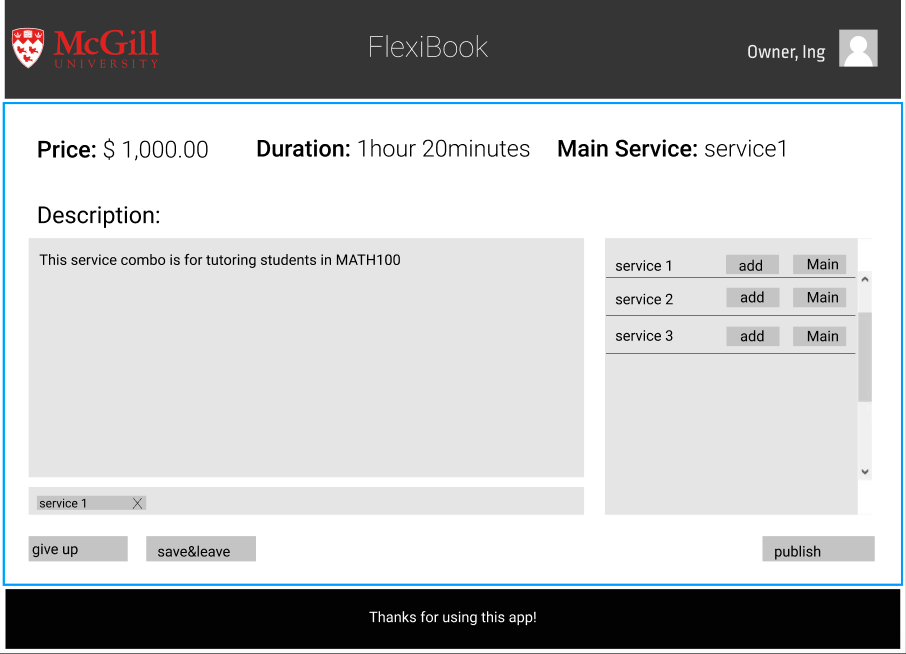 McGill
UNIVERSITY
FlexiBook
Owner, Ing
Price: $ 1,000.00
Duration: 1hour 20minutes
Main Service: service1
Description:
This service combo is for tutoring students in MATH100
service 1 add Main
service 2 add Main
service 3 add Main
service 1 X
give up
save&leave
publish
Thanks for using this app!